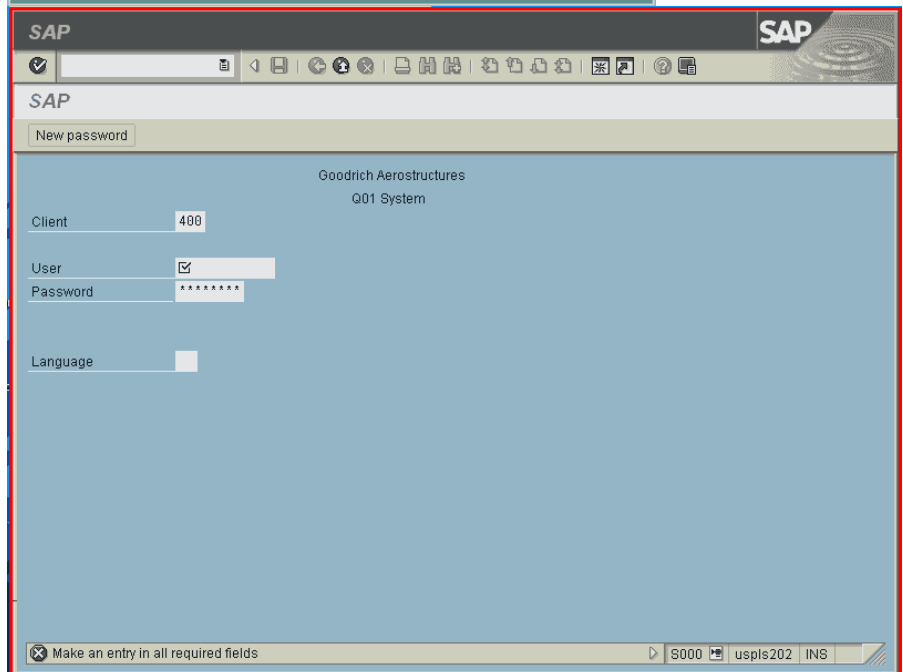 SAP
SAP
SAP
New password
Goodrich Aerostructures
Q01 System
Client 400
User
Password ********
Language
Make an entry in all required fields S000 uspls202 INS